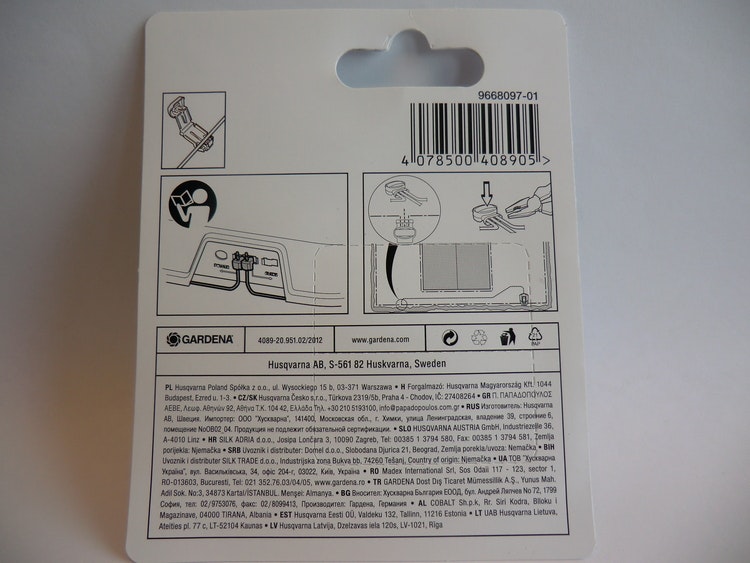 9668097-01
4 078500 408905 >
POWER GUIDE
GARDENA® 4089-20.951.02/2012 www.gardena.com
21
PAP
Husqvarna AB, S-561 82 Huskvarna, Sweden
PL Husqvarna Poland Spółka z o.o., ul. Wysockiego 15 b, 03-371 Warszawa • H Forgalmazó: Husqvarna Magyarország Kft. 1044
Budapest, Ezred u. 1-3. • CZ/SK Husqvarna Česko s.r.o., Türkova 2319/5b, Praha 4 - Chodov, IČ: 27408264 • GR Π. ΠΑΠΑΔΟΠΟΥΛΟΣ
ΑΕΒΕ, Λεωφ. Αθηνών 92, Αθήνα Τ.Κ. 104 42, Ελλάδα Τηλ. +30 210 5193100, info@papadopoulos.com.gr • RUS Изготовитель: Husqvarna
AB, Швеция. Импортер: ООО "Хускварна", 141400, Московская обл., г. Химки, улица Ленинградская, владение 39, строение 6,
помещение №OB02_04. Продукция не подлежит обязательной сертификации. • SLO HUSQVARNA AUSTRIA GmbH, Industriezeile 36,
A-4010 Linz • HR SILK ADRIA d.o.o., Josipa Lončara 3, 10090 Zagreb, Tel: 00385 1 3794 580, Fax: 00385 1 3794 581, Zemlja
porijekla: Njemačka • SRB Uvoznik i distributor: Domel d.o.o., Slobodana Djurica 21, Beograd, Zemlja porekla/uvoza: Nemačka • BIH
Uvoznik i distributor SILK TRADE d.o.o., Industrijska zona Bukva bb, 74260 Tešanj, Country of origin: Njemačka • UA ТОВ "Хускварна
Україна", вул. Васильківська, 34, офіс 204-г, 03022, Київ, Україна • RO Madex International Srl, Sos Odaii 117 - 123, sector 1,
RO-013603, Bucuresti, Tel: 021 352.76.03/04/05, www.gardena.ro • TR GARDENA Dost Dış Ticaret Mümessillik A.Ş., Yunus Mah.
Adil Sok. No:3, 34873 Kartal/İSTANBUL. Menşei: Almanya. • BG Вносител: Хускварна България ЕООД, бул. Андрей Ляпчев No 72, 1799
София, тел. 02/9753076, факс: 02/8099413, Произход: Гардена, Германия • AL COBALT Sh.p.k, Rr. Siri Kodra, Blloku i
Magazinave, 04000 TIRANA, Albania • EST Husqvarna Eesti OÜ, Valdeku 132, Tallinn, 11216 Estonia • LT UAB Husqvarna Lietuva,
Ateities pl. 77 c, LT-52104 Kaunas • LV Husqvarna Latvija, Dzelzavas iela 120s, LV-1021, Rīga